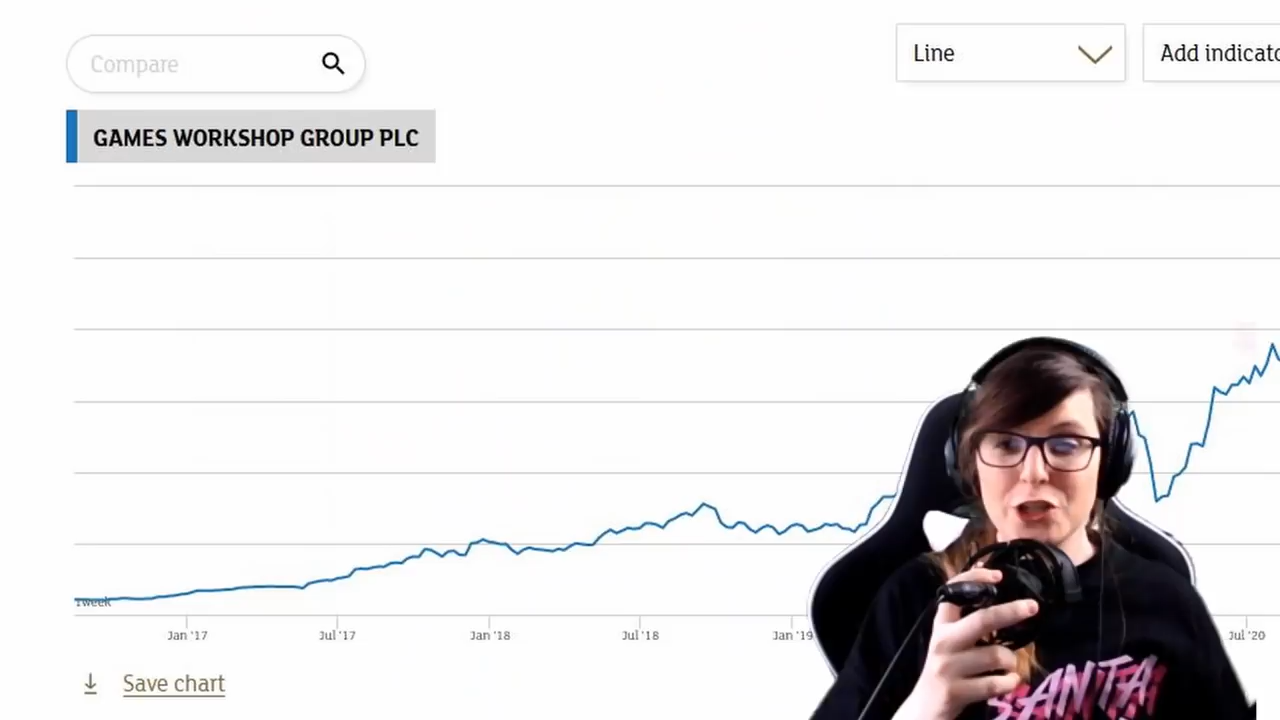 Compare
Line
Add indicato
GAMES WORKSHOP GROUP PLC
1week
Jan '17
Jul '17
Jan '18
Jul '18
Jan '19
Jul '20
Save chart
SANTA